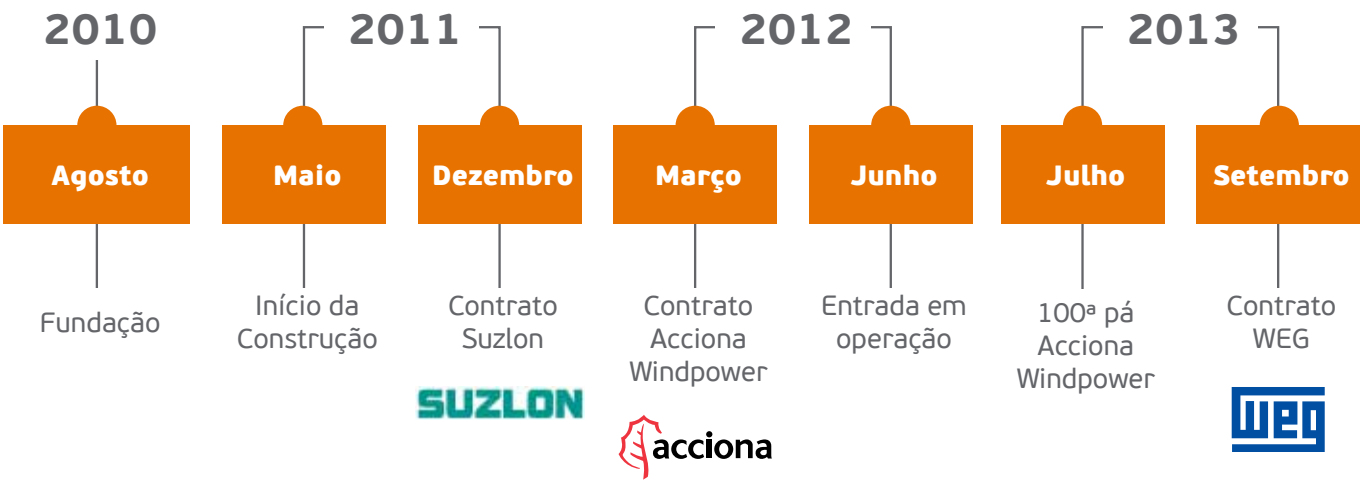 2010
2011
2012
2013
Agosto
Maio
Dezembro
Março
Junho
Julho
Setembro
Fundação
Início da
Construção
Contrato
Suzlon
Contrato
Acciona
Windpower
Entrada em
operação
100ª pá
Acciona
Windpower
Contrato
WEG
SUZLON
acciona
weg